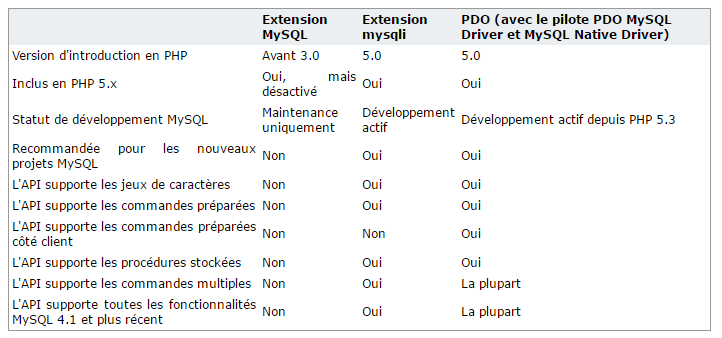 Extension MySQL	Extension mysqli	PDO (avec le pilote PDO MySQL Driver et MySQL Native Driver)
Version d'introduction en PHP	Avant 3.0	5.0	5.0
Inclus en PHP 5.x	Oui, mais désactivé	Oui	Oui
Statut de développement MySQL	Maintenance uniquement	Développement actif	Développement actif depuis PHP 5.3
Recommandée pour les nouveaux projets MySQL	Non	Oui	Oui
L'API supporte les jeux de caractères	Non	Oui	Oui
L'API supporte les commandes préparées	Non	Oui	Oui
L'API supporte les commandes préparées côté client	Non	Non	Oui
L'API supporte les procédures stockées	Non	Oui	Oui
L'API supporte les commandes multiples	Non	Oui	La plupart
L'API supporte toutes les fonctionnalités MySQL 4.1 et plus récent	Non	Oui	La plupart